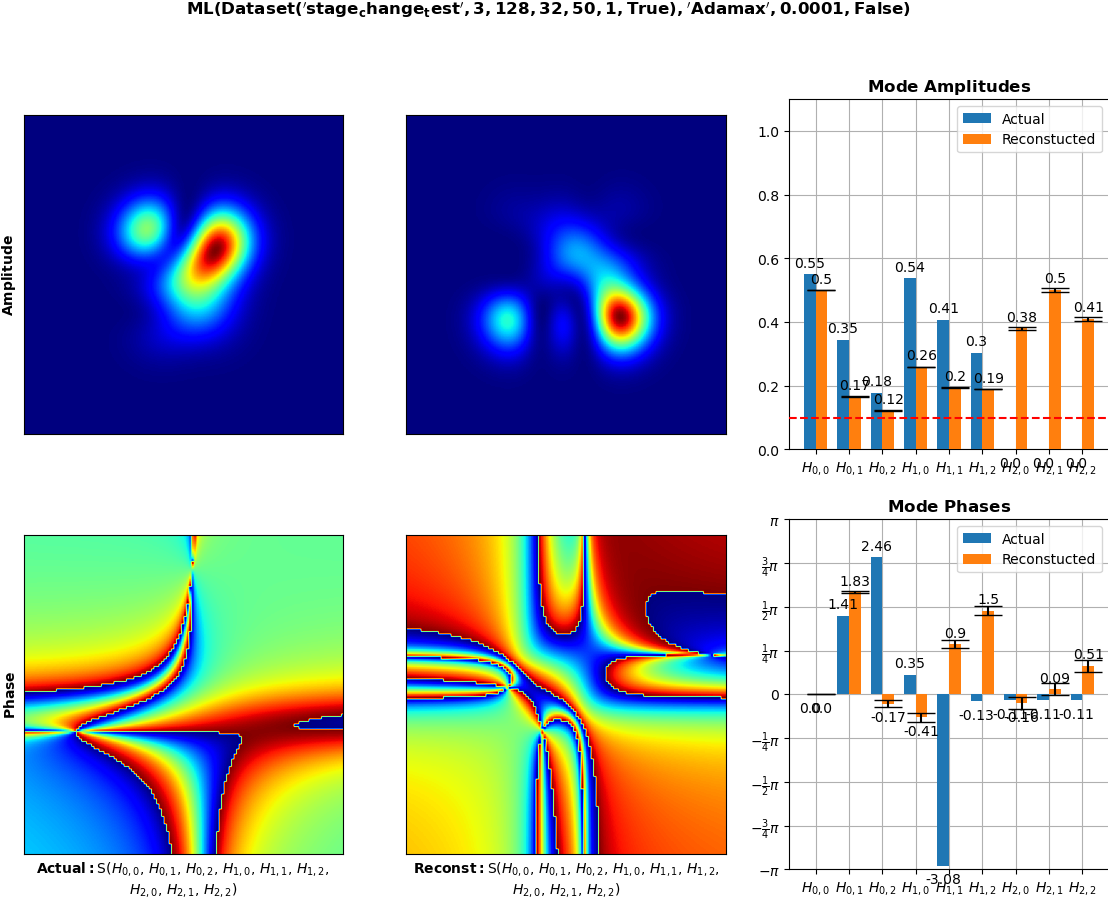 ML(Dataset('stage_change_test', 3, 128, 32, 50, 1, True), 'Adamax', 0.0001, False)
Mode Amplitudes
Actual
Reconstucted
Amplitude
1.0
0.8
0.6
0.4
0.2
0.0
0.55 0.35 0.18 0.54 0.41 0.3 0.0 0.0 0.0
0.5 0.17 0.12 0.26 0.2 0.19 0.38 0.5 0.41
H0,0 H0,1 H0,2 H1,0 H1,1 H1,2 H2,0 H2,1 H2,2
Mode Phases
Actual
Reconstucted
Phase
π
3/4π
1/2π
1/4π
0
−1/4π
−1/2π
−3/4π
−π
0.0 1.41 2.46 0.35 -3.08 -0.13 -0.11 -0.11
0.0 1.83 -0.17 -0.41 0.9 1.5 -0.16 0.09 0.51
H0,0 H0,1 H0,2 H1,0 H1,1 H1,2 H2,0 H2,1 H2,2
Actual: S(H0,0, H0,1, H0,2, H1,0, H1,1, H1,2,
H2,0, H2,1, H2,2)
Reconst: S(H0,0, H0,1, H0,2, H1,0, H1,1, H1,2,
H2,0, H2,1, H2,2)